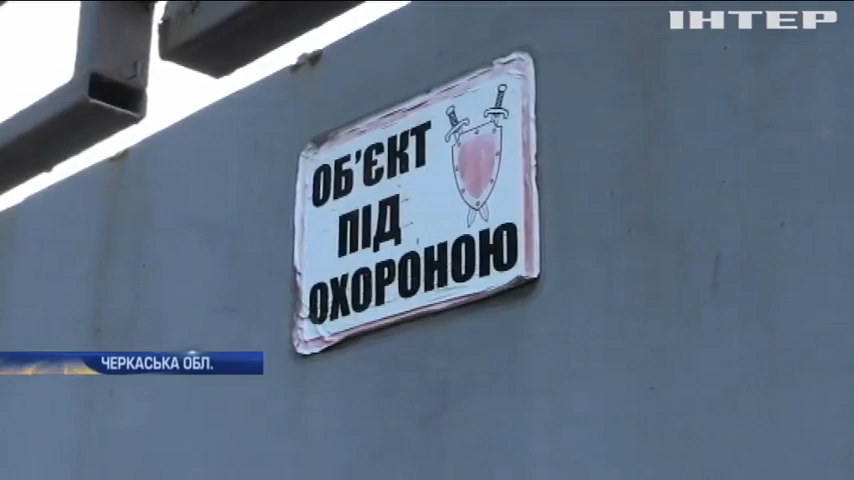 ІНТЕР
ОБ'ЄКТ
ПІД
ОХОРОНОЮ
ЧЕРКАСЬКА ОБЛ.